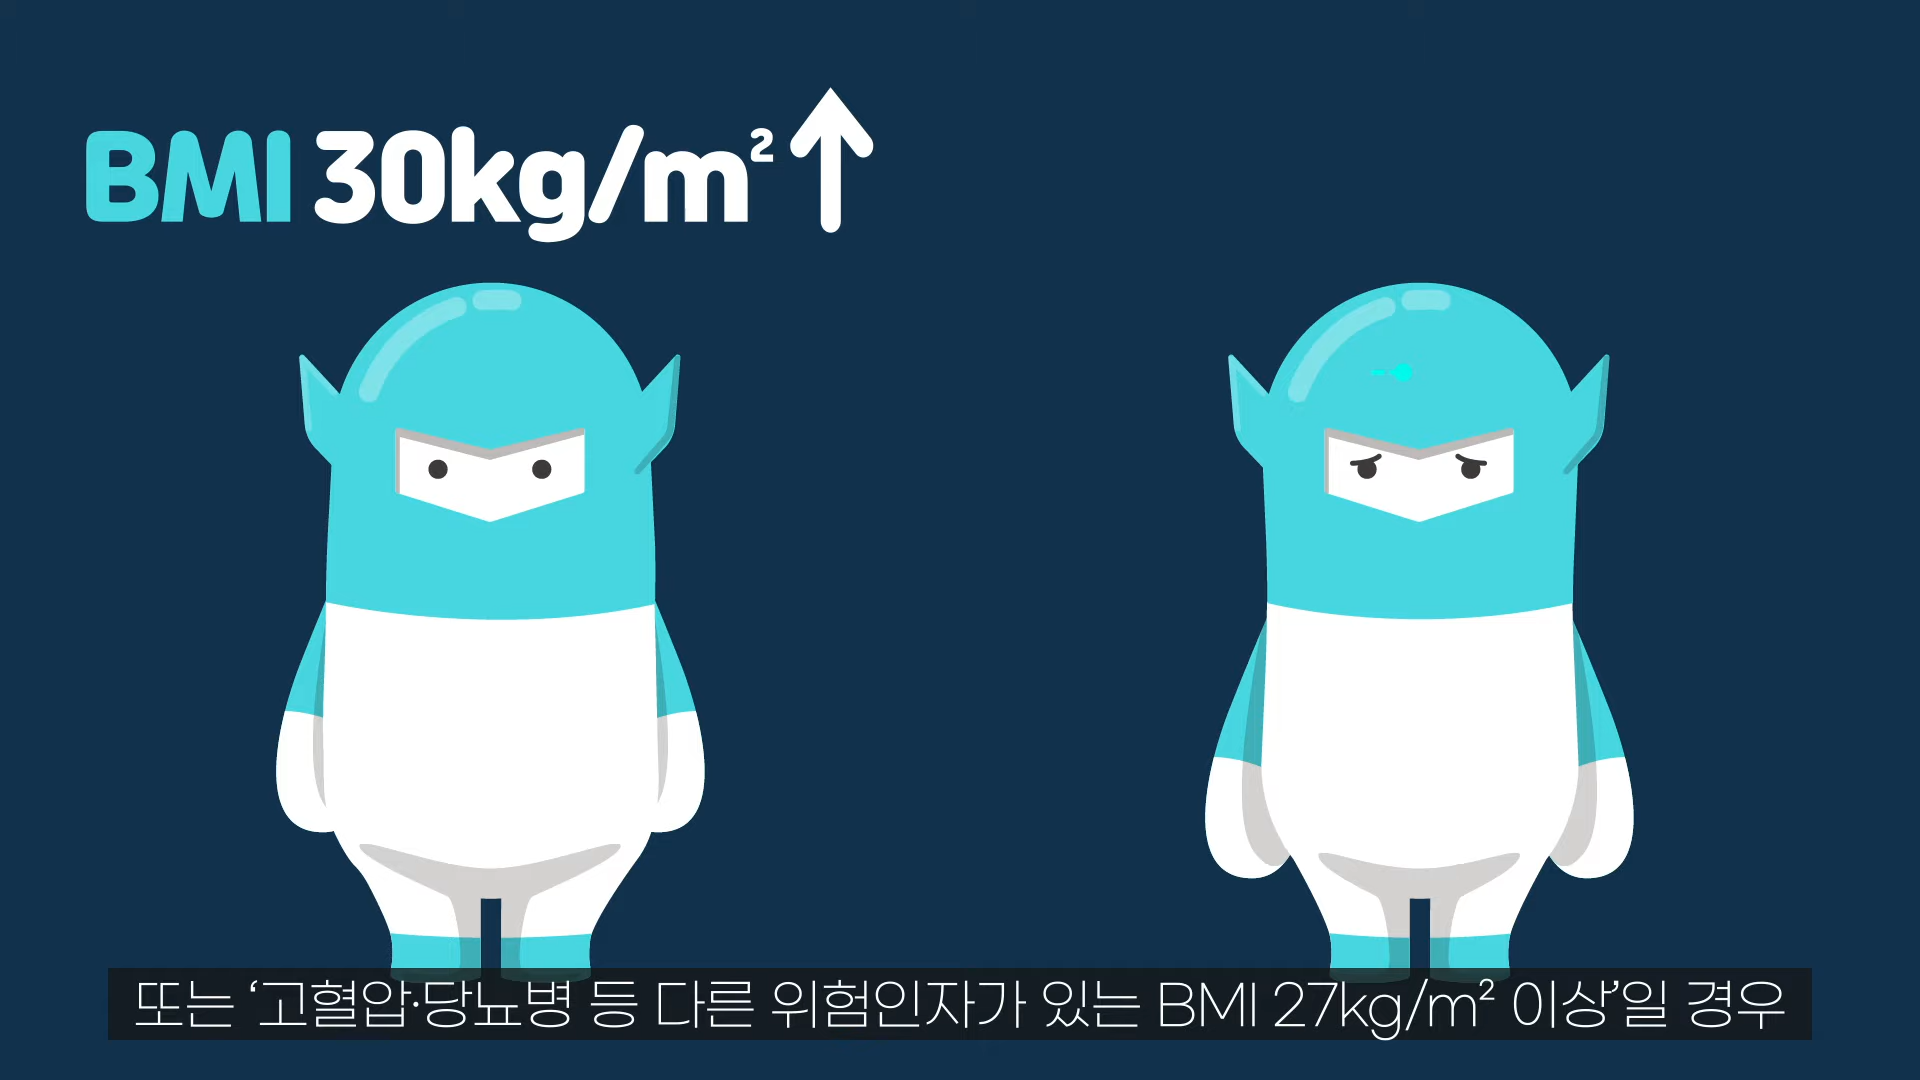 BMI 30kg/m²↑
또는 ‘고혈압·당뇨병 등 다른 위험인자가 있는 BMI 27kg/m² 이상’일 경우